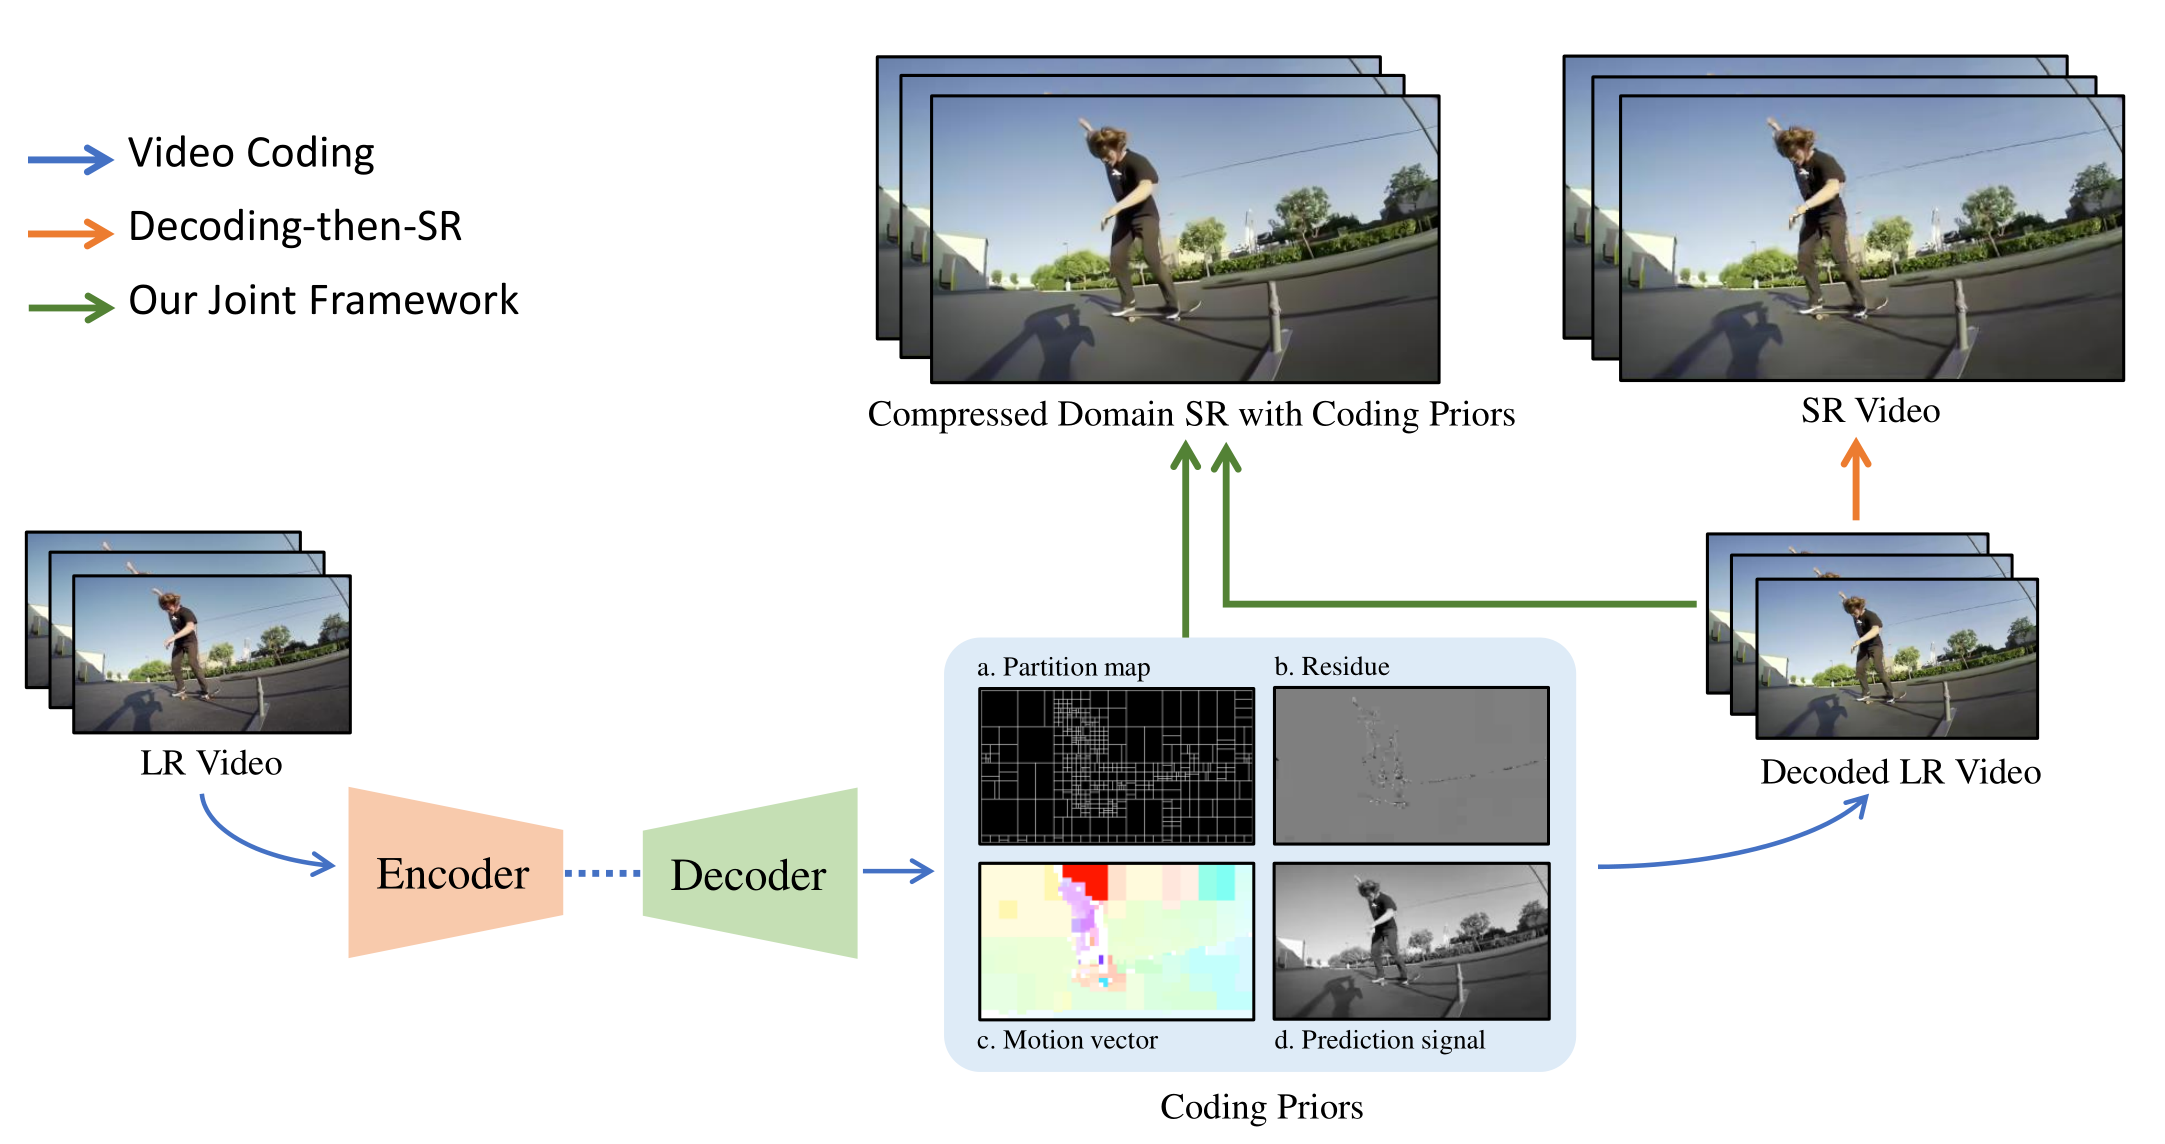 Video Coding
Decoding-then-SR
Our Joint Framework
Compressed Domain SR with Coding Priors
SR Video
LR Video
Encoder
Decoder
a. Partition map
b. Residue
c. Motion vector
d. Prediction signal
Coding Priors
Decoded LR Video